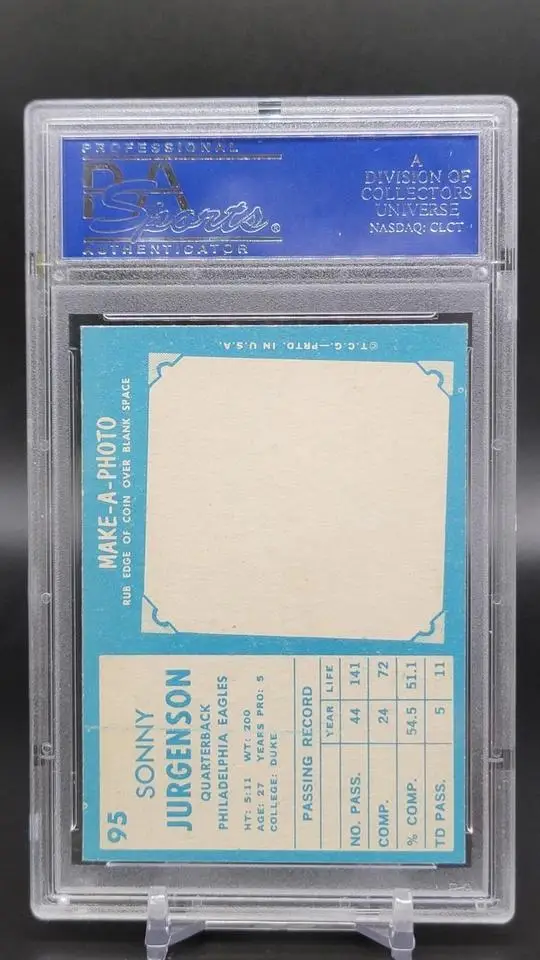 PROFESSIONAL
PSA
Sports®
AUTHENTICATOR
A
DIVISION OF
COLLECTORS
UNIVERSE
NASDAQ: CLCT
95
SONNY
JURGENSON
QUARTERBACK
PHILADELPHIA EAGLES
HT: 5:11 WT: 200
AGE: 27 YEARS PRO: 5
COLLEGE: DUKE
PASSING RECORD
YEAR LIFE
NO. PASS. 44 141
COMP. 24 72
% COMP. 54.5 51.1
TD PASS. 5 11
MAKE-A-PHOTO
RUB EDGE OF COIN OVER BLANK SPACE
©T.C.G.—PRTD. IN U.S.A.